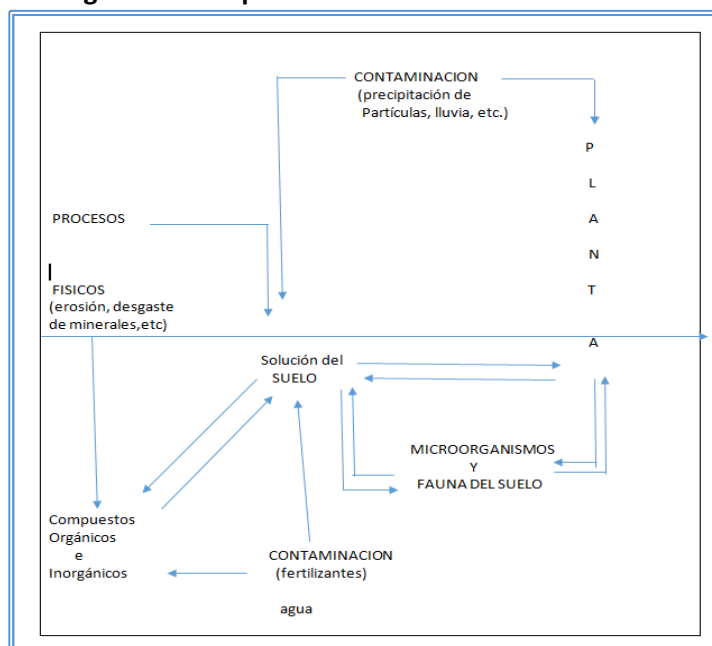 CONTAMINACION
(precipitación de
Partículas, lluvia, etc.)
P
L
A
N
T
A
PROCESOS
FISICOS
(erosión, desgaste
de minerales,etc)
Solución del
SUELO
MICROORGANISMOS
Y
FAUNA DEL SUELO
Compuestos
Orgánicos
e
Inorgánicos
CONTAMINACION
(fertilizantes)
agua